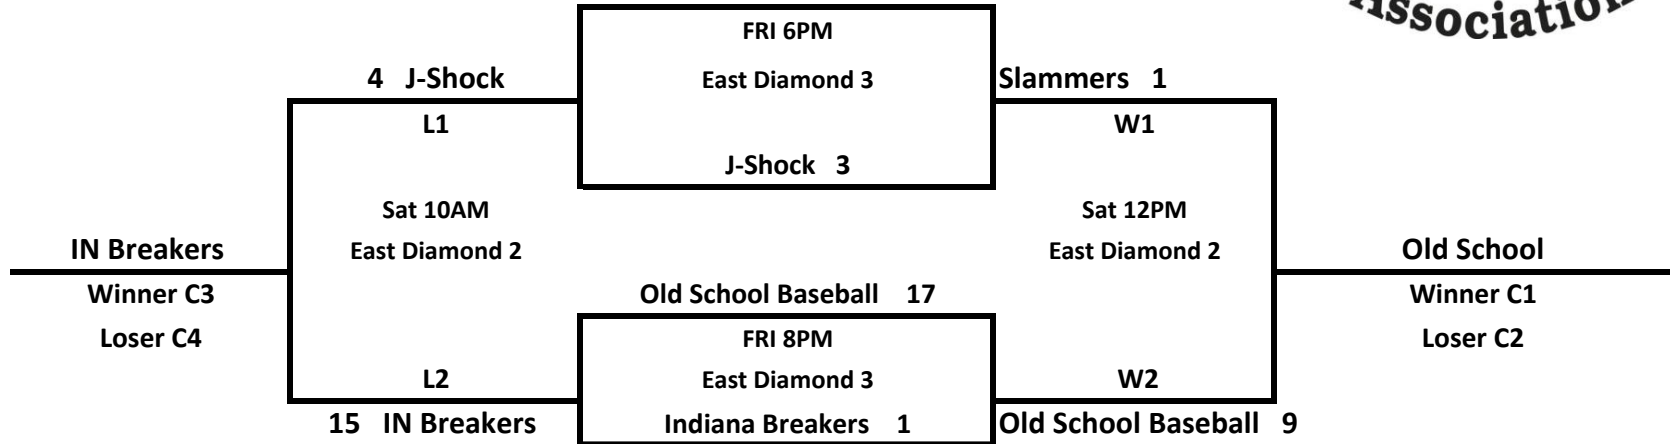 Association
FRI 6PM
4 J-Shock
East Diamond 3
Slammers 1
L1
W1
J-Shock 3
Sat 10AM
Sat 12PM
IN Breakers
East Diamond 2
East Diamond 2
Old School
Winner C3
Old School Baseball 17
Winner C1
Loser C4
FRI 8PM
Loser C2
L2
East Diamond 3
W2
15 IN Breakers
Indiana Breakers 1
Old School Baseball 9